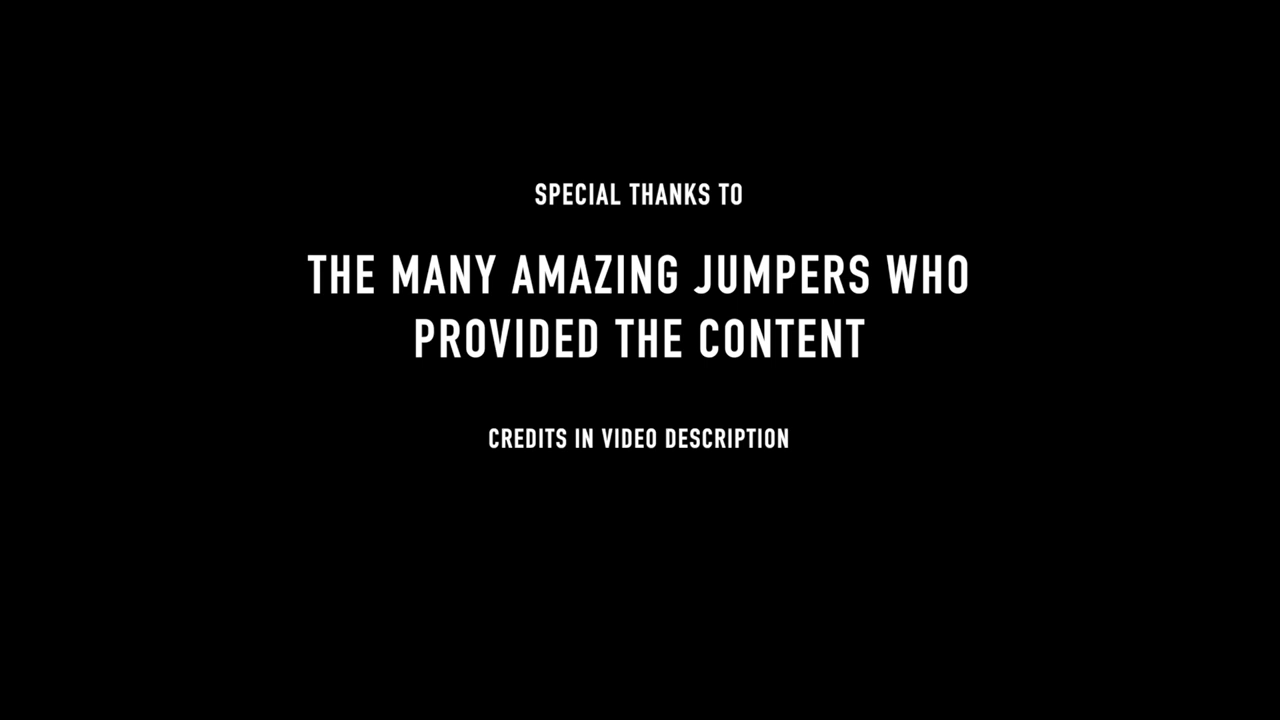 SPECIAL THANKS TO
THE MANY AMAZING JUMPERS WHO
PROVIDED THE CONTENT
CREDITS IN VIDEO DESCRIPTION